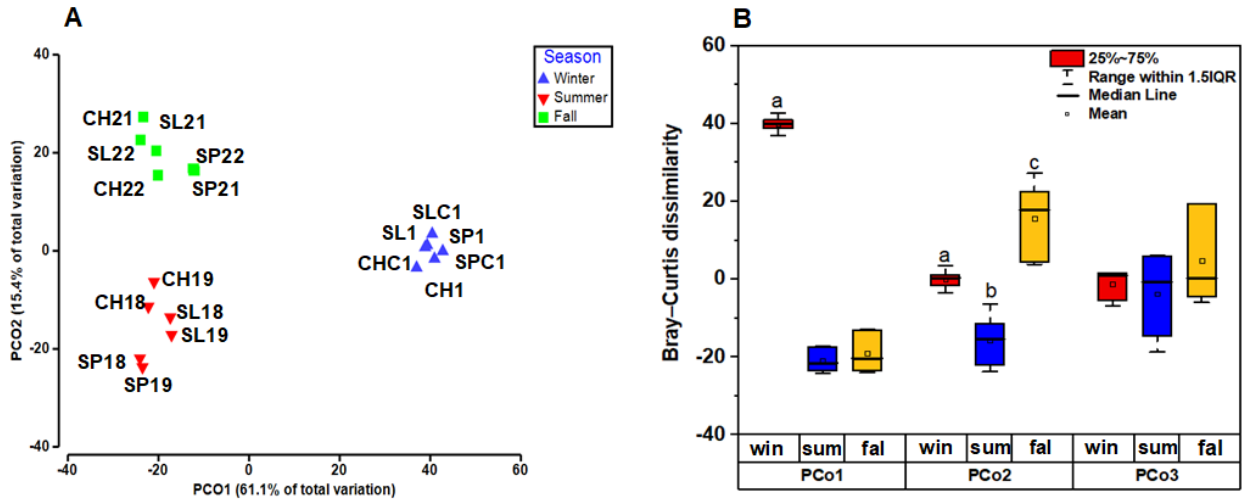 A
B
40
20
0
-20
-40
PCO2 (15.4% of total variation)
-40 -20 0 20 40 60
PCO1 (61.1% of total variation)
Season
Winter
Summer
Fall
CH21
SL21
SL22
SP22
CH22
SP21
SLC1
SL1
SP1
CHC1
SPC1
CH1
CH19
CH18
SL18
SL19
SP18
SP19
60
40
20
0
-20
-40
Bray–Curtis dissimilarity
25%~75%
Range within 1.5IQR
Median Line
Mean
a
a
b
c
win sum fal win sum fal win sum fal
PCo1 PCo2 PCo3